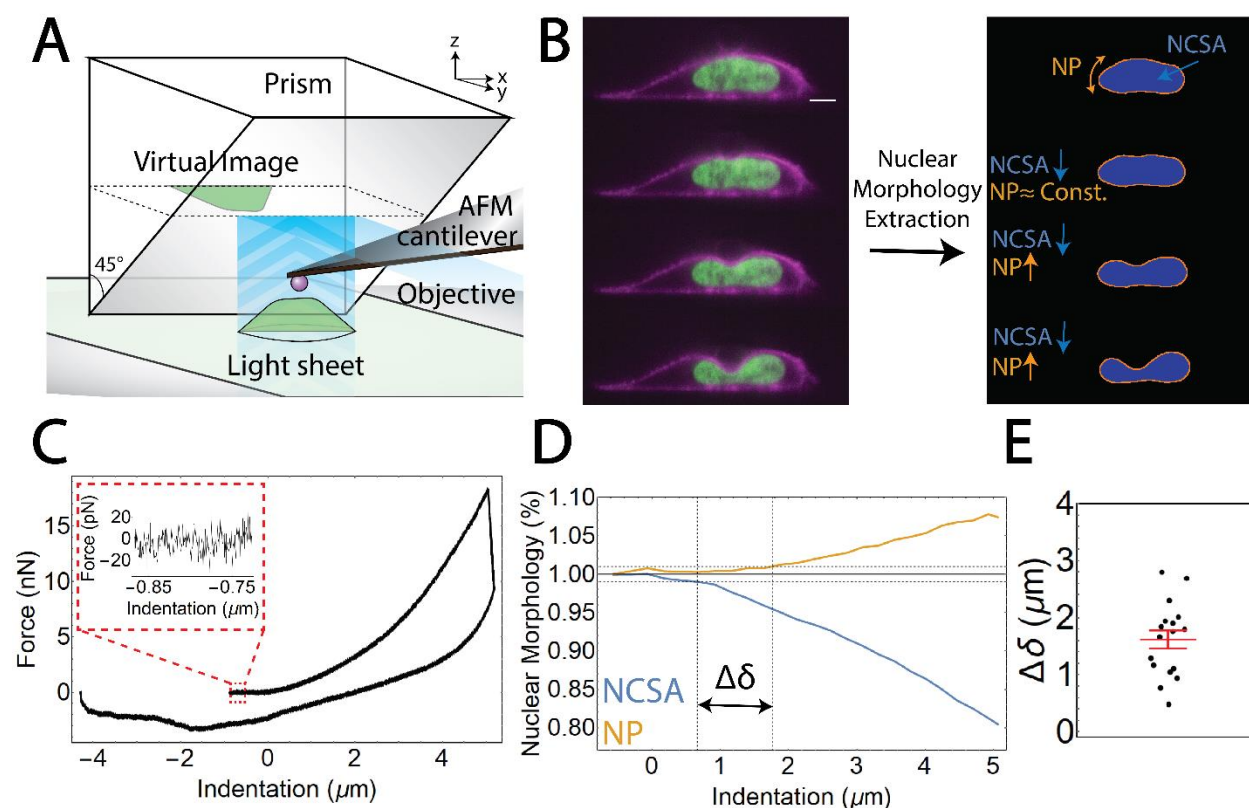 A
z
x
y
Prism
Virtual Image
AFM
cantilever
45°
Objective
Light sheet
B
Nuclear
Morphology
Extraction
NCSA
NP
NCSA↓
NP≈ Const.
NCSA↓
NP↑
NCSA↓
NP↑
C
Force (nN)
15
10
5
0
Force (pN)
20
0
−20
−0.85
−0.75
Indentation (μm)
−4
−2
0
2
4
Indentation (μm)
D
Nuclear Morphology (%)
1.10
1.05
1.00
0.95
0.90
0.85
0.80
Δδ
NCSA
NP
0
1
2
3
4
5
Indentation (μm)
E
Δδ (μm)
4
3
2
1
0